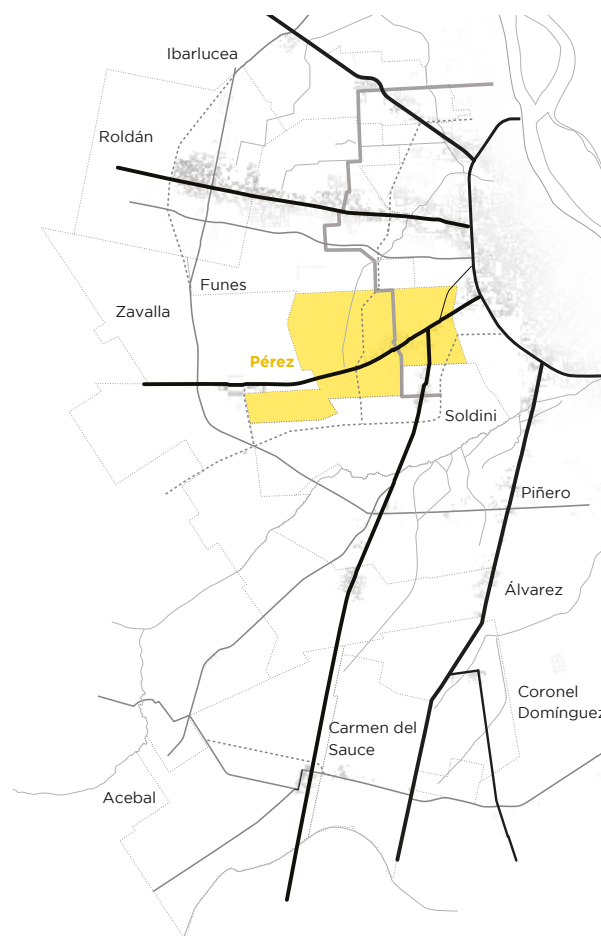 Ibarlucea
Roldán
Funes
Zavalla
Pérez
Soldini
Piñero
Álvarez
Coronel
Domínguez
Carmen del
Sauce
Acebal